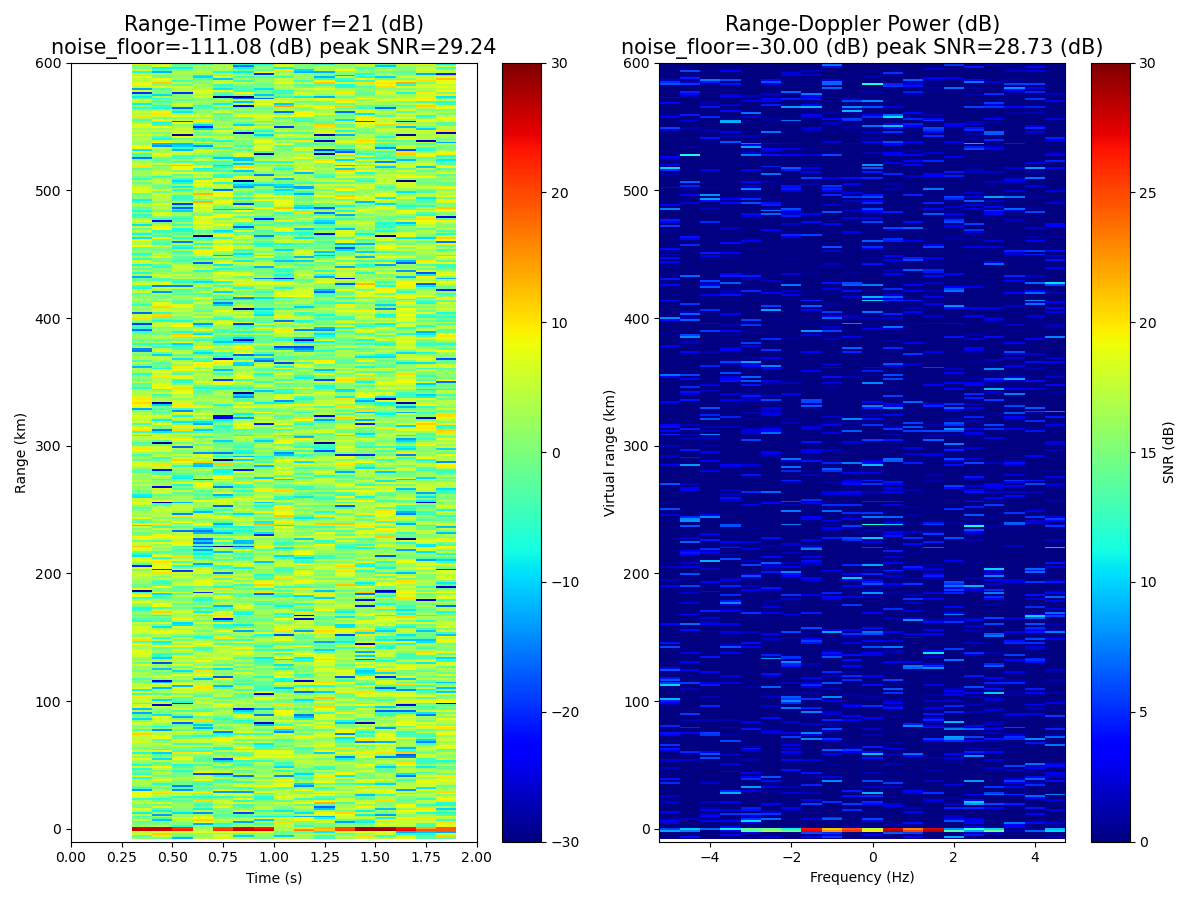 Range-Time Power f=21 (dB)
noise_floor=-111.08 (dB) peak SNR=29.24
Range-Doppler Power (dB)
noise_floor=-30.00 (dB) peak SNR=28.73 (dB)
600
500
400
300
200
100
0
Range (km)
0.00 0.25 0.50 0.75 1.00 1.25 1.50 1.75 2.00
Time (s)
30
20
10
0
−10
−20
−30
600
500
400
300
200
100
0
Virtual range (km)
−4 −2 0 2 4
Frequency (Hz)
30
25
20
15
10
5
0
SNR (dB)